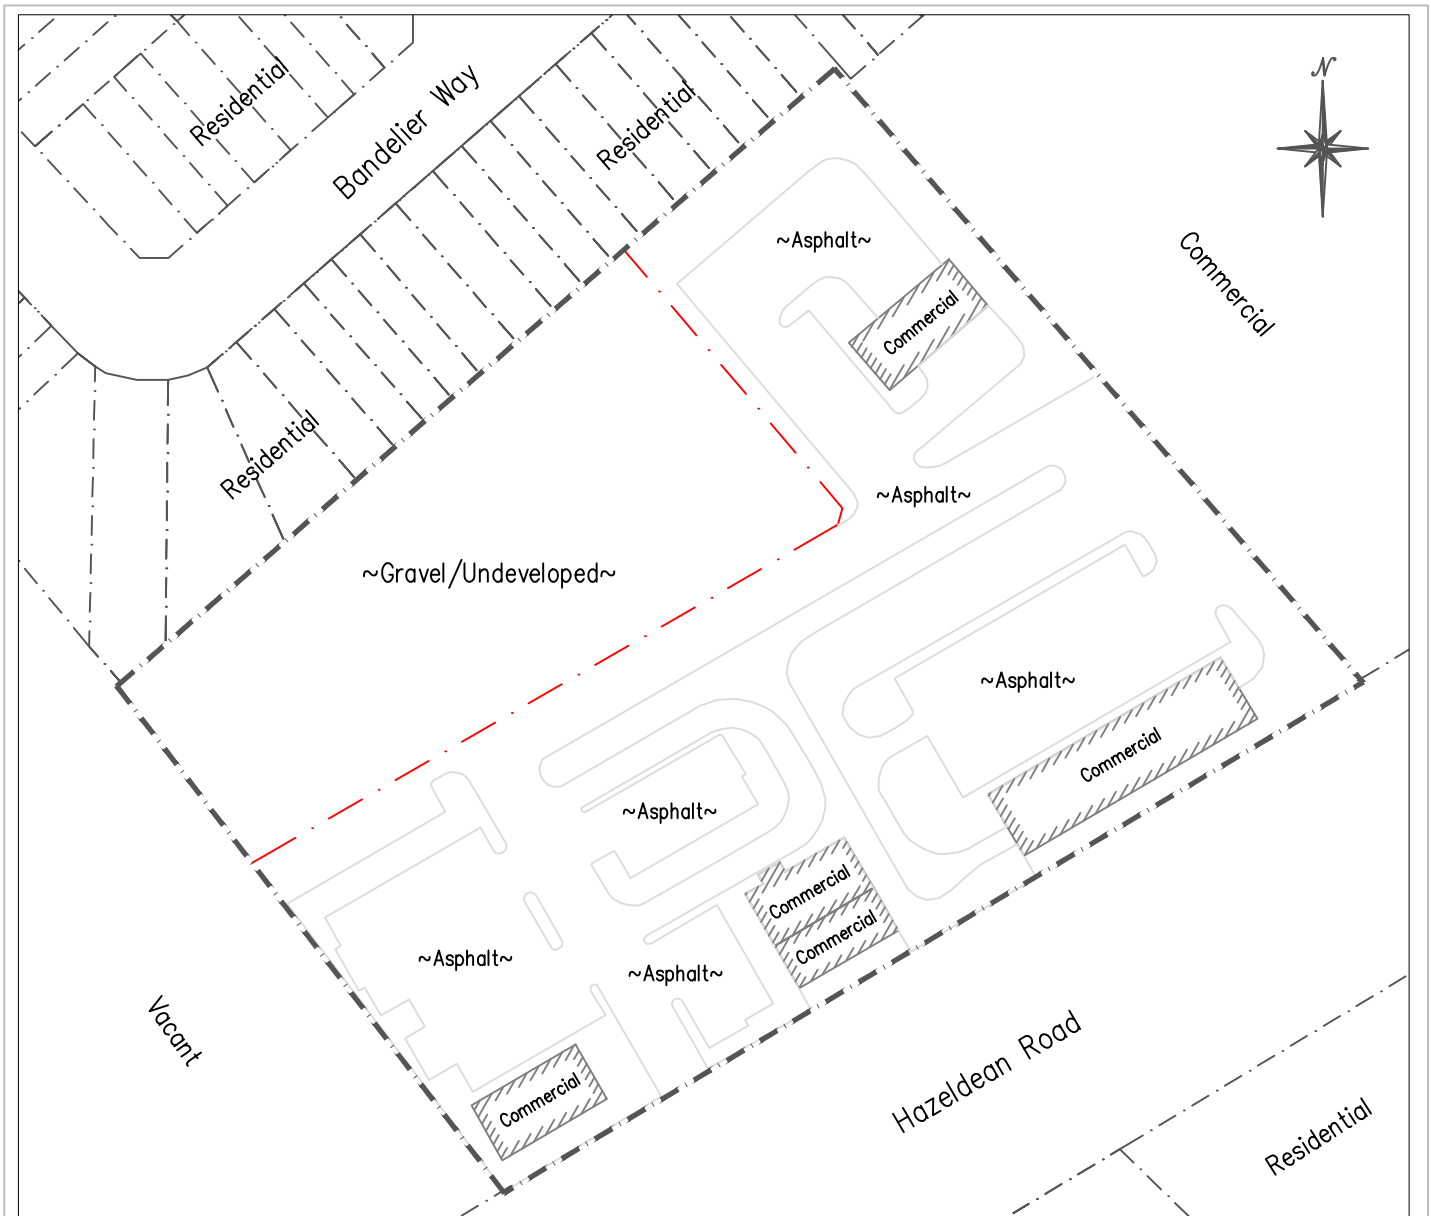 N
Residential
Bandelier Way
Residential
~Asphalt~
Commercial
Commercial
Residential
~Asphalt~
~Gravel/Undeveloped~
~Asphalt~
Commercial
~Asphalt~
Commercial
Commercial
~Asphalt~
~Asphalt~
Vacant
Hazeldean Road
Commercial
Residential